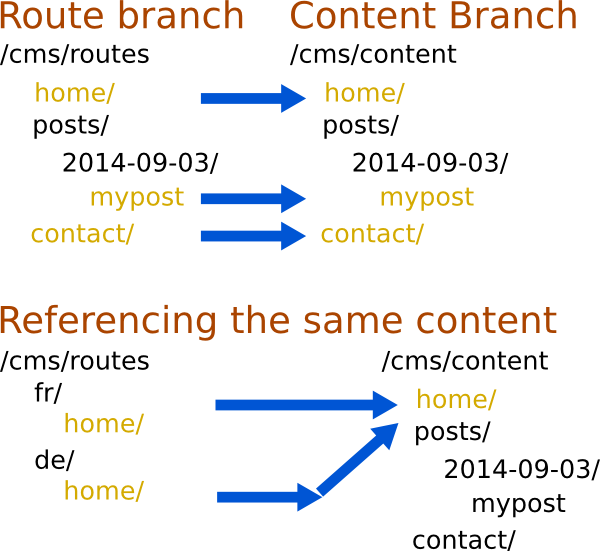 Route branch
/cms/routes
home/
posts/
2014-09-03/
mypost
contact/
Content Branch
/cms/content
home/
posts/
2014-09-03/
mypost
contact/
Referencing the same content
/cms/routes
fr/
home/
de/
home/
/cms/content
home/
posts/
2014-09-03/
mypost
contact/